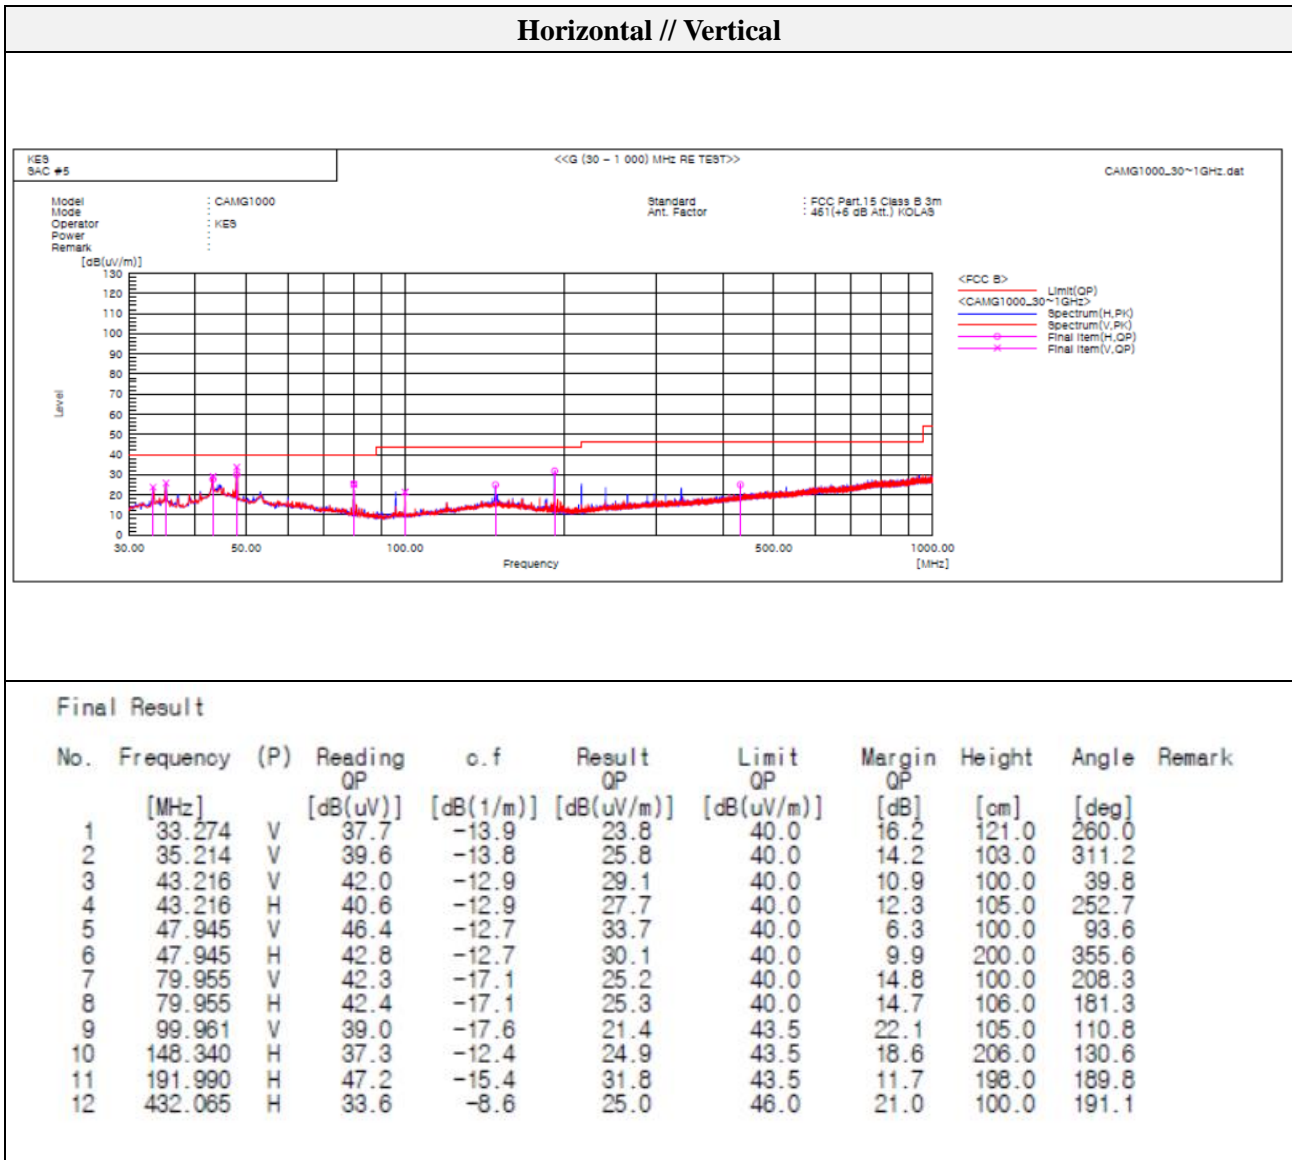 Horizontal // Vertical
KES
SAC #5
<<G (30 - 1 000) MHz RE TEST>>
CAMG1000_30~1GHz.dat
Model : CAMG1000
Mode :
Operator : KES
Power :
Remark :
Standard : FCC Part.15 Class B 3m
Ant. Factor : 461(+6 dB Att.) KOLAS
[dB(uV/m)]
130
120
110
100
90
80
70
60
50
40
30
20
10
0
Level
30.00 50.00 100.00 500.00 1000.00
Frequency [MHz]
<FCC B>
Limit(QP)
<CAMG1000_30~1GHz>
Spectrum(H,PK)
Spectrum(V,PK)
Final Item(H,QP)
Final Item(V,QP)
Final Result
No. Frequency (P) Reading c.f Result Limit Margin Height Angle Remark
QP QP QP QP
[MHz] [dB(uV)] [dB(1/m)] [dB(uV/m)] [dB(uV/m)] [dB] [cm] [deg]
1 33.274 V 37.7 -13.9 23.8 40.0 16.2 121.0 260.0
2 35.214 V 39.6 -13.8 25.8 40.0 14.2 103.0 311.2
3 43.216 V 42.0 -12.9 29.1 40.0 10.9 100.0 39.8
4 43.216 H 40.6 -12.9 27.7 40.0 12.3 105.0 252.7
5 47.945 V 46.4 -12.7 33.7 40.0 6.3 100.0 93.6
6 47.945 H 42.8 -12.7 30.1 40.0 9.9 200.0 355.6
7 79.955 V 42.3 -17.1 25.2 40.0 14.8 100.0 208.3
8 79.955 H 42.4 -17.1 25.3 40.0 14.7 106.0 181.3
9 99.961 V 39.0 -17.6 21.4 43.5 22.1 105.0 110.8
10 148.340 H 37.3 -12.4 24.9 43.5 18.6 206.0 130.6
11 191.990 H 47.2 -15.4 31.8 43.5 11.7 198.0 189.8
12 432.065 H 33.6 -8.6 25.0 46.0 21.0 100.0 191.1